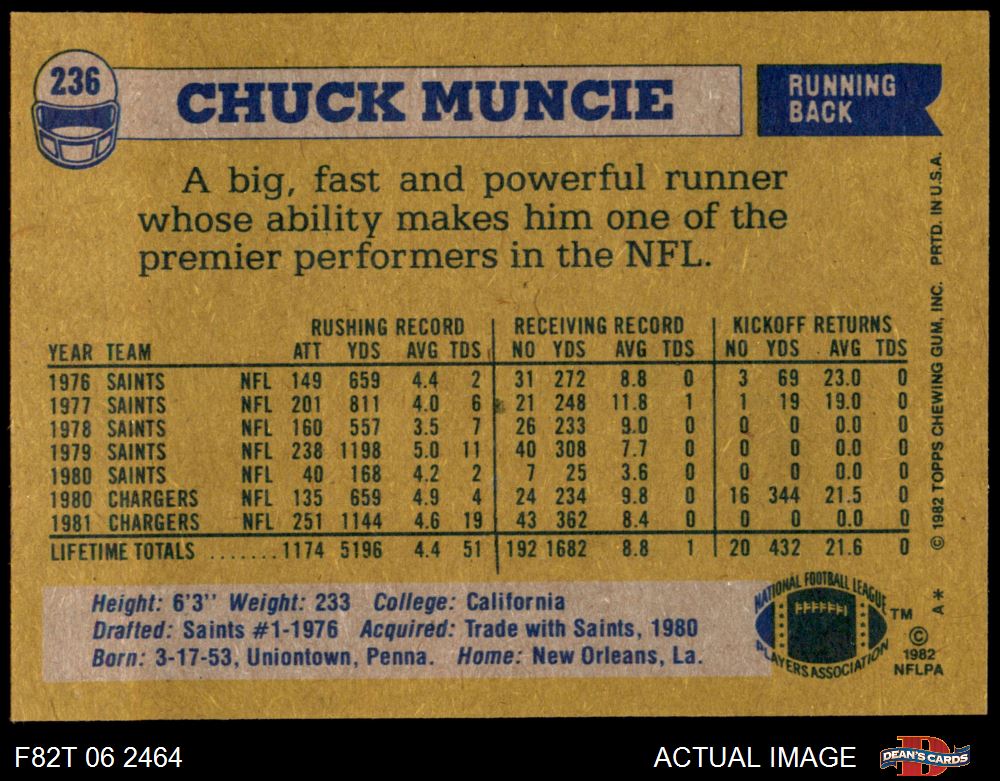 236
CHUCK MUNCIE
RUNNING
BACK
A big, fast and powerful runner
whose ability makes him one of the
premier performers in the NFL.
RUSHING RECORD RECEIVING RECORD KICKOFF RETURNS
YEAR TEAM ATT YDS AVG TDS NO YDS AVG TDS NO YDS AVG TDS
1976 SAINTS NFL 149 659 4.4 2 31 272 8.8 0 3 69 23.0 0
1977 SAINTS NFL 201 811 4.0 6 21 248 11.8 1 1 19 19.0 0
1978 SAINTS NFL 160 557 3.5 7 26 233 9.0 0 0 0 0.0 0
1979 SAINTS NFL 238 1198 5.0 11 40 308 7.7 0 0 0 0.0 0
1980 SAINTS NFL 40 168 4.2 2 7 25 3.6 0 0 0 0.0 0
1980 CHARGERS NFL 135 659 4.9 4 24 234 9.8 0 16 344 21.5 0
1981 CHARGERS NFL 251 1144 4.6 19 43 362 8.4 0 0 0 0.0 0
LIFETIME TOTALS ....... 1174 5196 4.4 51 192 1682 8.8 1 20 432 21.6 0
Height: 6'3" Weight: 233 College: California
Drafted: Saints #1-1976 Acquired: Trade with Saints, 1980
Born: 3-17-53, Uniontown, Penna. Home: New Orleans, La.
NATIONAL FOOTBALL LEAGUE
PLAYERS ASSOCIATION
TM
©
1982
NFLPA
© 1982 TOPPS CHEWING GUM, INC. PRTD. IN U.S.A.
A*
F82T 06 2464
ACTUAL IMAGE
D
DEAN'S CARDS